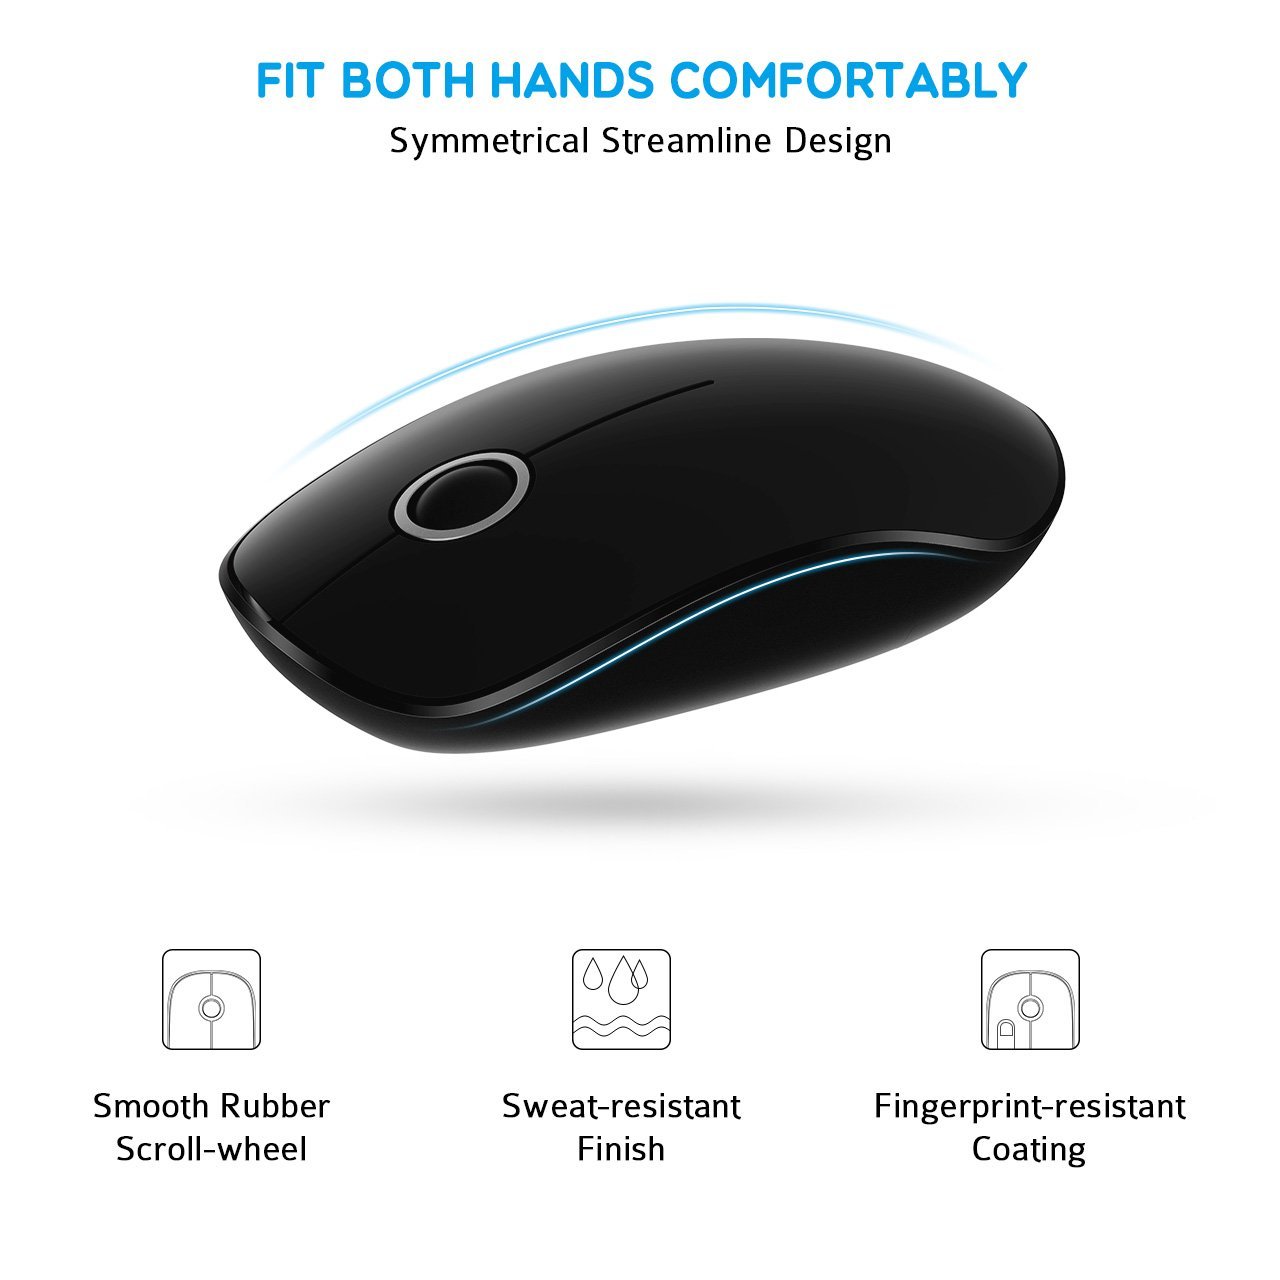 FIT BOTH HANDS COMFORTABLY
Symmetrical Streamline Design
Smooth Rubber
Scroll-wheel
Sweat-resistant
Finish
Fingerprint-resistant
Coating